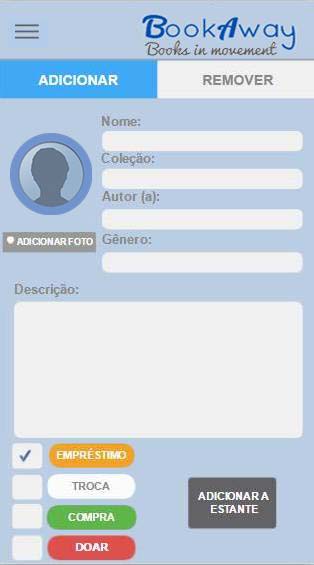 BookAway
Books in movement
ADICIONAR
REMOVER
Nome:
Coleção:
Autor (a):
ADICIONAR FOTO
Gênero:
Descrição:
EMPRÉSTIMO
TROCA
COMPRA
DOAR
ADICIONAR A
ESTANTE